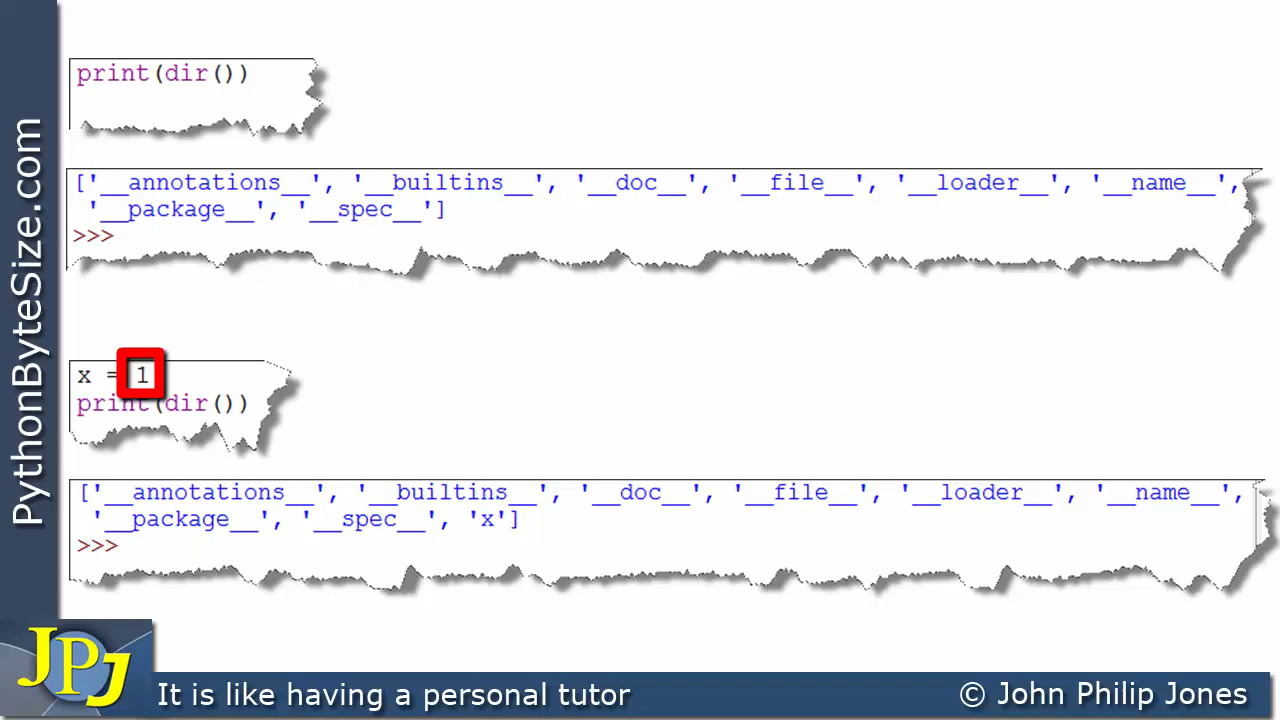 print(dir())
['__annotations__', '__builtins__', '__doc__', '__file__', '__loader__', '__name__',
'__package__', '__spec__']
>>>
x = 1
print(dir())
['__annotations__', '__builtins__', '__doc__', '__file__', '__loader__', '__name__',
'__package__', '__spec__', 'x']
>>>
PythonByteSize.com
JPJ
It is like having a personal tutor
© John Philip Jones